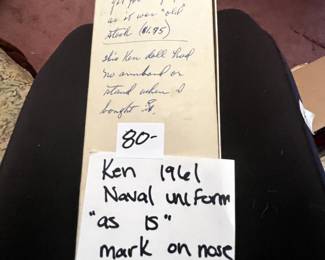 as it was "old
stock ($1.95)
this Ken doll had
no armband or
stand when I
bought it.
80-
Ken 1961
Naval uniform
"as is"
mark on nose